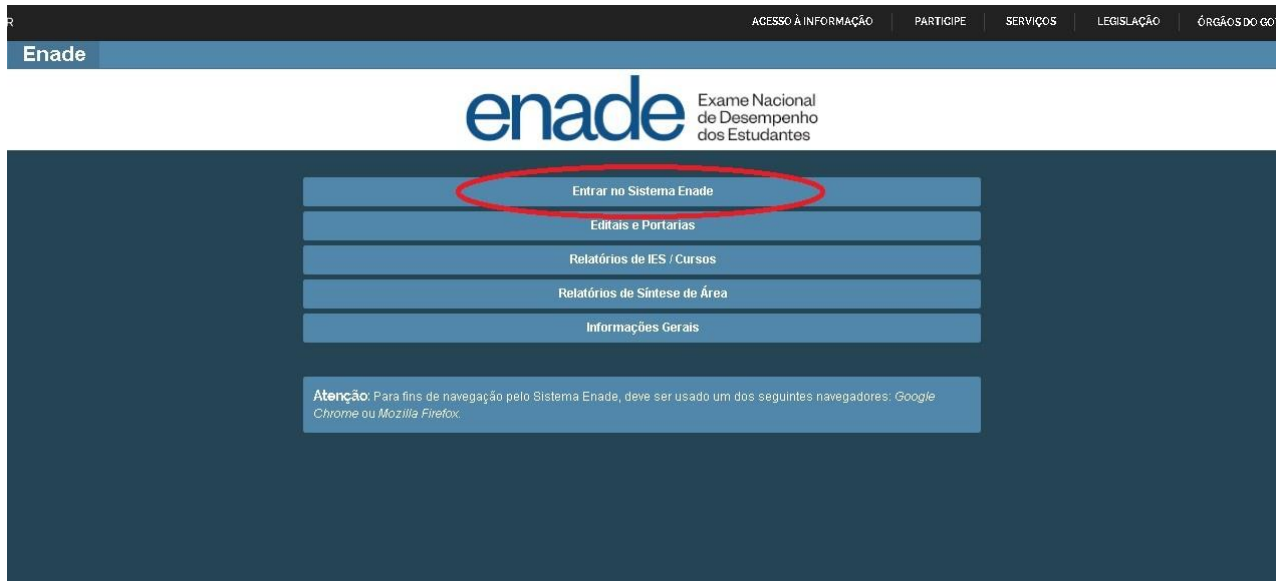 R
ACESSO À INFORMAÇÃO PARTICIPE SERVIÇOS LEGISLAÇÃO ÓRGÃOS DO GO
Enade
enade
Exame Nacional
de Desempenho
dos Estudantes
Entrar no Sistema Enade
Editais e Portarias
Relatórios de IES / Cursos
Relatórios de Síntese de Área
Informações Gerais
Atenção: Para fins de navegação pelo Sistema Enade, deve ser usado um dos seguintes navegadores: Google
Chrome ou Mozilla Firefox.